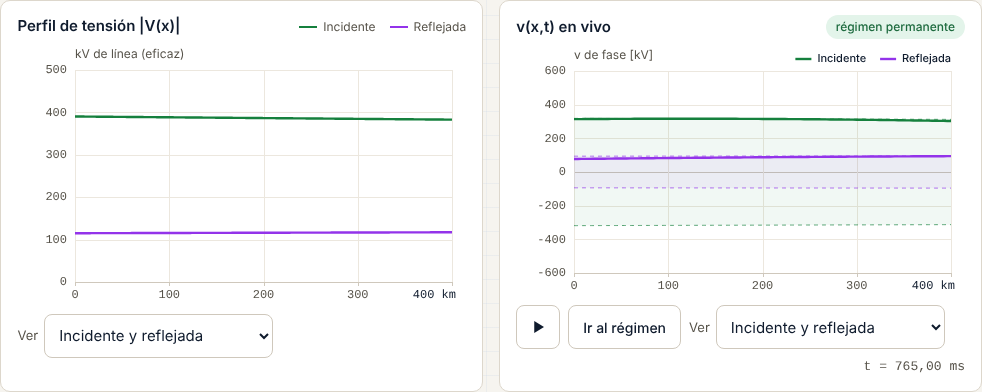 Perfil de tensión |V(x)|
Incidente
Reflejada
kV de línea (eficaz)
500
400
300
200
100
0
0
100
200
300
400 km
Ver
Incidente y reflejada
v(x,t) en vivo
régimen permanente
v de fase [kV]
Incidente
Reflejada
600
400
200
0
-200
-400
-600
0
100
200
300
400 km
Ir al régimen
Ver
Incidente y reflejada
t = 765,00 ms